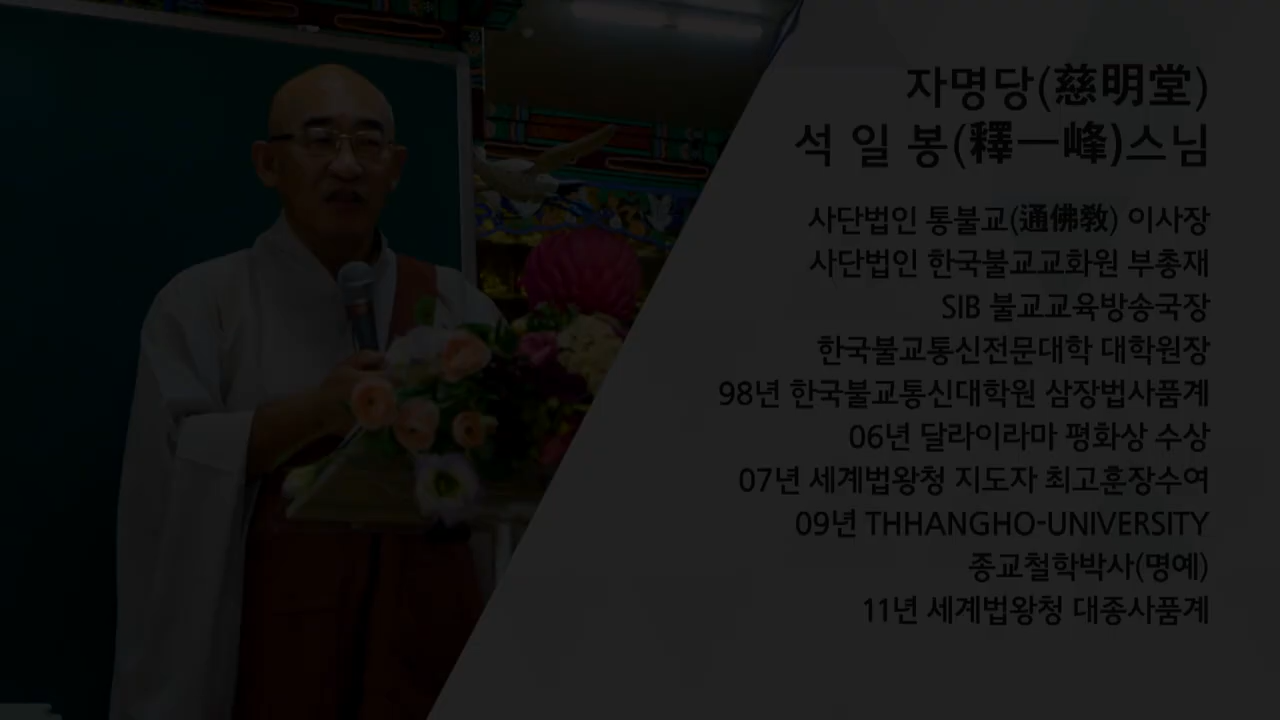 자명당(慈明堂)
석 일 봉(釋一峰)스님
사단법인 통불교(通佛敎) 이사장
사단법인 한국불교교화원 부총재
SIB 불교교육방송국장
한국불교통신전문대학 대학원장
98년 한국불교통신대학원 삼장법사품계
06년 달라이라마 평화상 수상
07년 세계법왕청 지도자 최고훈장수여
09년 THHANGHO-UNIVERSITY
종교철학박사(명예)
11년 세계법왕청 대종사품계